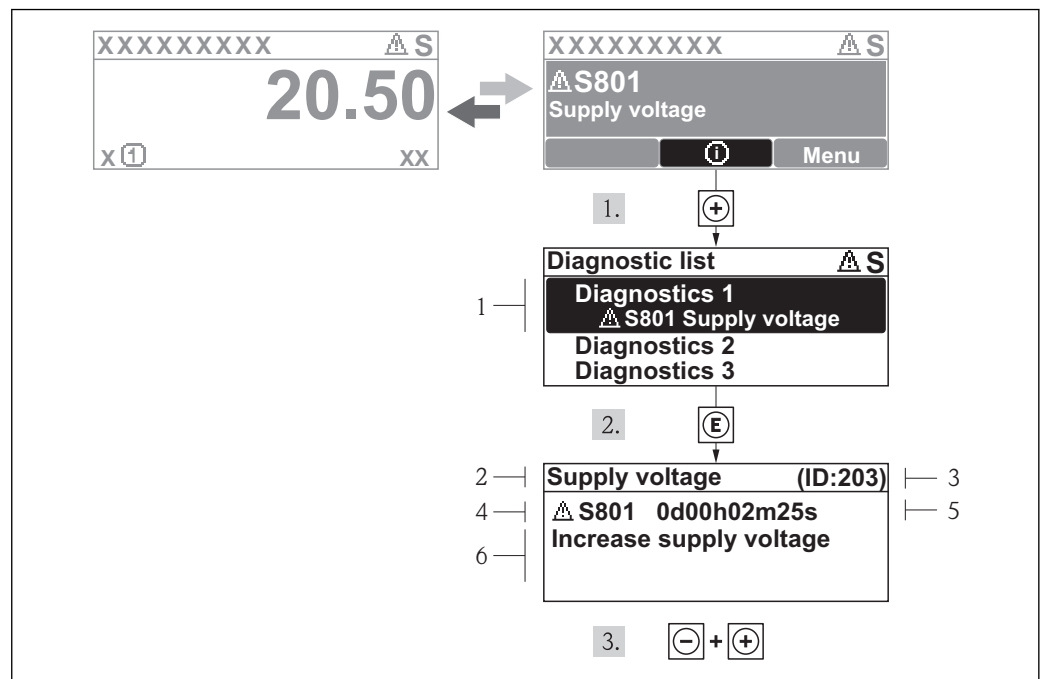 XXXXXXXXX ⚠ S
20.50
x ① xx
XXXXXXXXX ⚠ S
⚠ S801
Supply voltage
ⓘ Menu
1. +
Diagnostic list ⚠ S
1
Diagnostics 1
⚠ S801 Supply voltage
Diagnostics 2
Diagnostics 3
2. E
2 Supply voltage (ID:203) 3
4 ⚠ S801 0d00h02m25s 5
6 Increase supply voltage
3. - + +